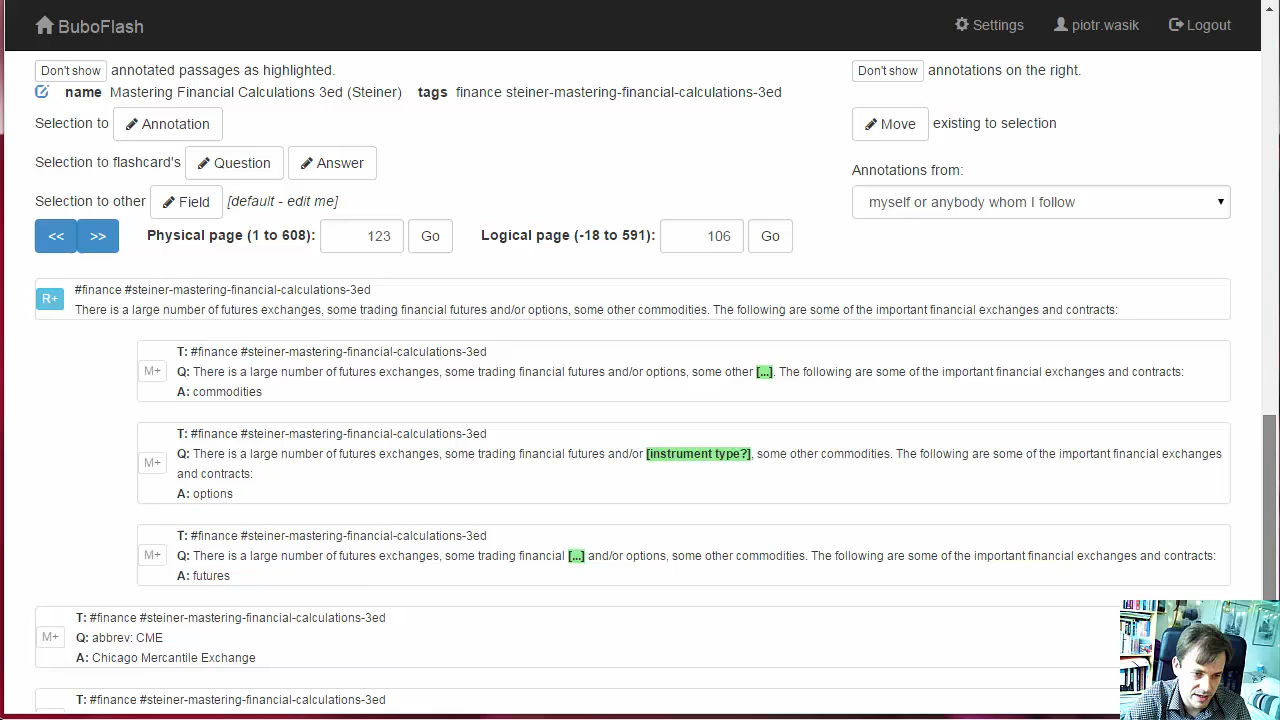 BuboFlash Settings piotr.wasik Logout
Don't show annotated passages as highlighted. Don't show annotations on the right.
name Mastering Financial Calculations 3ed (Steiner) tags finance steiner-mastering-financial-calculations-3ed
Selection to Annotation Move existing to selection
Selection to flashcard's Question Answer
Annotations from:
Selection to other Field [default - edit me] myself or anybody whom I follow
<< >> Physical page (1 to 608): 123 Go Logical page (-18 to 591): 106 Go
#finance #steiner-mastering-financial-calculations-3ed
R+ There is a large number of futures exchanges, some trading financial futures and/or options, some other commodities. The following are some of the important financial exchanges and contracts:
T: #finance #steiner-mastering-financial-calculations-3ed
M+ Q: There is a large number of futures exchanges, some trading financial futures and/or options, some other [...]. The following are some of the important financial exchanges and contracts:
A: commodities
T: #finance #steiner-mastering-financial-calculations-3ed
Q: There is a large number of futures exchanges, some trading financial futures and/or [instrument type?], some other commodities. The following are some of the important financial exchanges
M+ and contracts:
A: options
T: #finance #steiner-mastering-financial-calculations-3ed
M+ Q: There is a large number of futures exchanges, some trading financial [...] and/or options, some other commodities. The following are some of the important financial exchanges and contracts:
A: futures
T: #finance #steiner-mastering-financial-calculations-3ed
M+ Q: abbrev: CME
A: Chicago Mercantile Exchange
T: #finance #steiner-mastering-financial-calculations-3ed